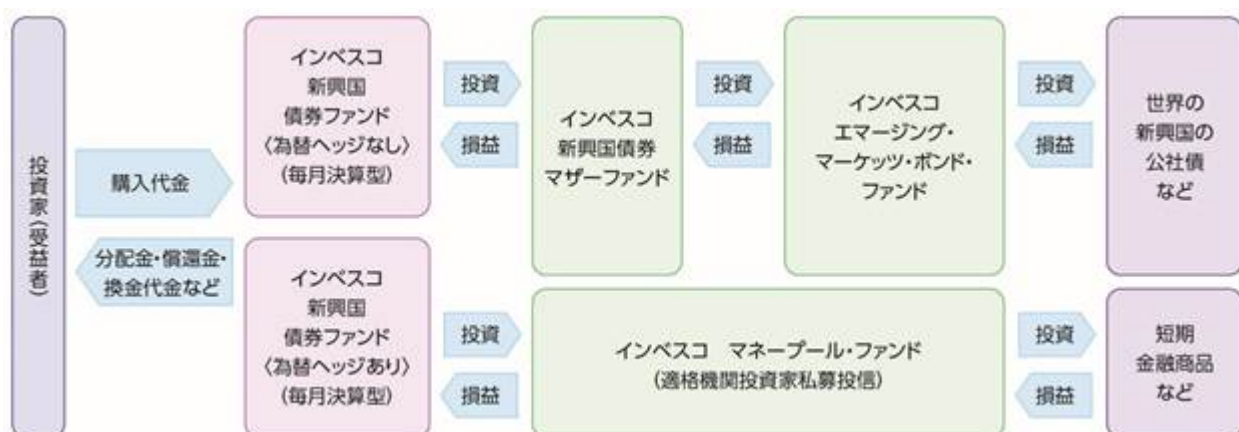 投資家(受益者)
購入代金
分配金・償還金・
換金代金など
インベスコ
新興国
債券ファンド
〈為替ヘッジなし〉
(毎月決算型)
インベスコ
新興国
債券ファンド
〈為替ヘッジあり〉
(毎月決算型)
投資
損益
投資
損益
インベスコ
新興国債券
マザーファンド
投資
損益
インベスコ
エマージング・
マーケッツ・ボンド・
ファンド
インベスコ マネープール・ファンド
(適格機関投資家私募投信)
投資
損益
投資
損益
世界の
新興国の
公社債
など
短期
金融商品
など